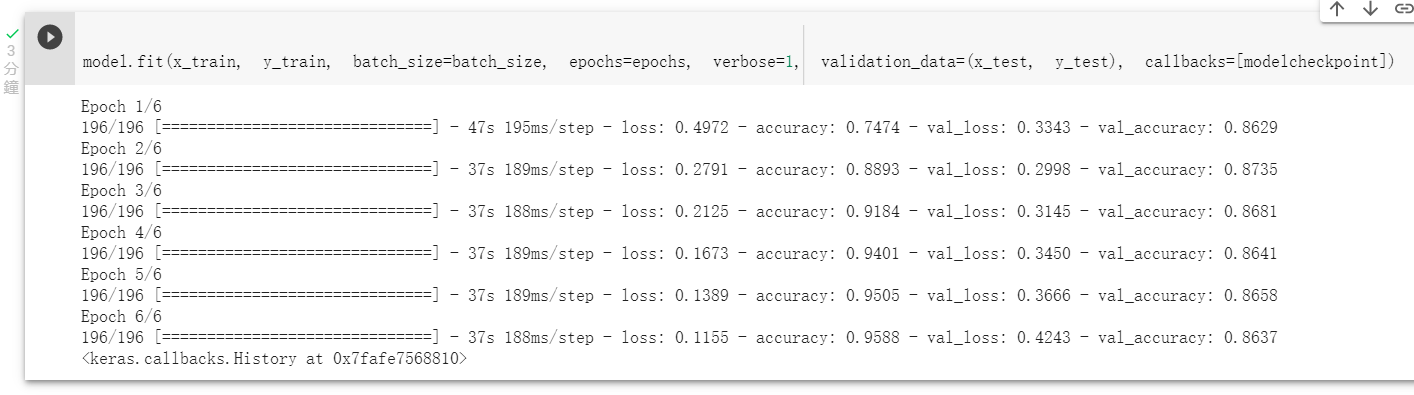 3
分
鐘
model.fit(x_train, y_train, batch_size=batch_size, epochs=epochs, verbose=1, validation_data=(x_test, y_test), callbacks=[modelcheckpoint])
Epoch 1/6
196/196 [==============================] - 47s 195ms/step - loss: 0.4972 - accuracy: 0.7474 - val_loss: 0.3343 - val_accuracy: 0.8629
Epoch 2/6
196/196 [==============================] - 37s 189ms/step - loss: 0.2791 - accuracy: 0.8893 - val_loss: 0.2998 - val_accuracy: 0.8735
Epoch 3/6
196/196 [==============================] - 37s 188ms/step - loss: 0.2125 - accuracy: 0.9184 - val_loss: 0.3145 - val_accuracy: 0.8681
Epoch 4/6
196/196 [==============================] - 37s 189ms/step - loss: 0.1673 - accuracy: 0.9401 - val_loss: 0.3450 - val_accuracy: 0.8641
Epoch 5/6
196/196 [==============================] - 37s 189ms/step - loss: 0.1389 - accuracy: 0.9505 - val_loss: 0.3666 - val_accuracy: 0.8658
Epoch 6/6
196/196 [==============================] - 37s 188ms/step - loss: 0.1155 - accuracy: 0.9588 - val_loss: 0.4243 - val_accuracy: 0.8637
<keras.callbacks.History at 0x7fafe7568810>